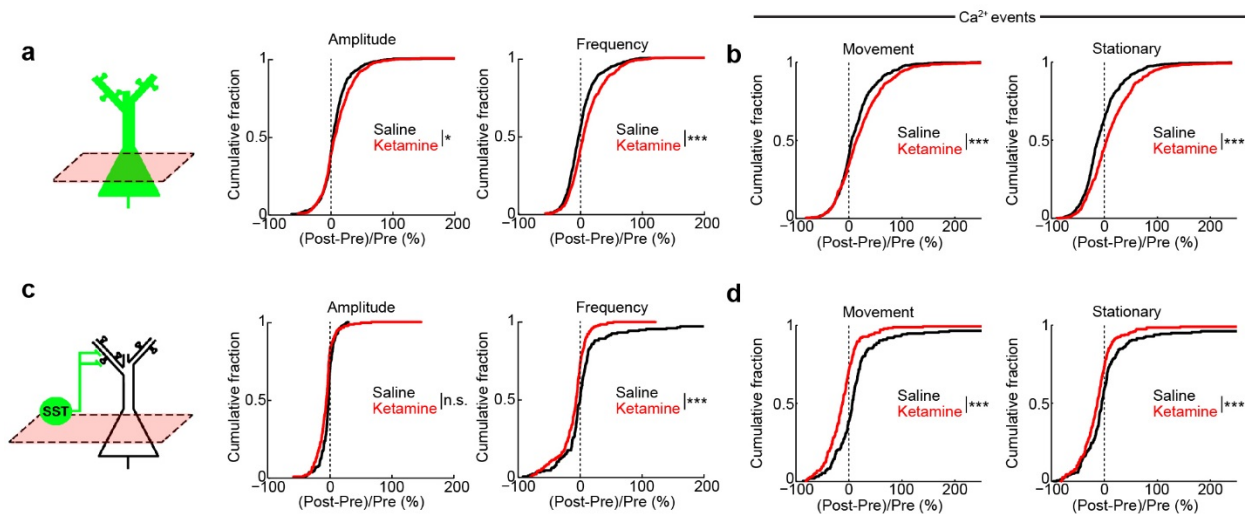 Ca²⁺ events
a
Amplitude
Cumulative fraction
1
0.5
0
−100
0
100
200
(Post-Pre)/Pre (%)
Saline
Ketamine
*
Frequency
Cumulative fraction
1
0.5
0
−100
0
100
200
(Post-Pre)/Pre (%)
Saline
Ketamine
***
b
Movement
Cumulative fraction
1
0.5
0
−100
0
100
200
(Post-Pre)/Pre (%)
Saline
Ketamine
***
Stationary
Cumulative fraction
1
0.5
0
−100
0
100
200
(Post-Pre)/Pre (%)
Saline
Ketamine
***
c
SST
Amplitude
Cumulative fraction
1
0.5
0
−100
0
100
200
(Post-Pre)/Pre (%)
Saline
Ketamine
n.s.
Frequency
Cumulative fraction
1
0.5
0
−100
0
100
200
(Post-Pre)/Pre (%)
Saline
Ketamine
***
d
Movement
Cumulative fraction
1
0.5
0
−100
0
100
200
(Post-Pre)/Pre (%)
Saline
Ketamine
***
Stationary
Cumulative fraction
1
0.5
0
−100
0
100
200
(Post-Pre)/Pre (%)
Saline
Ketamine
***